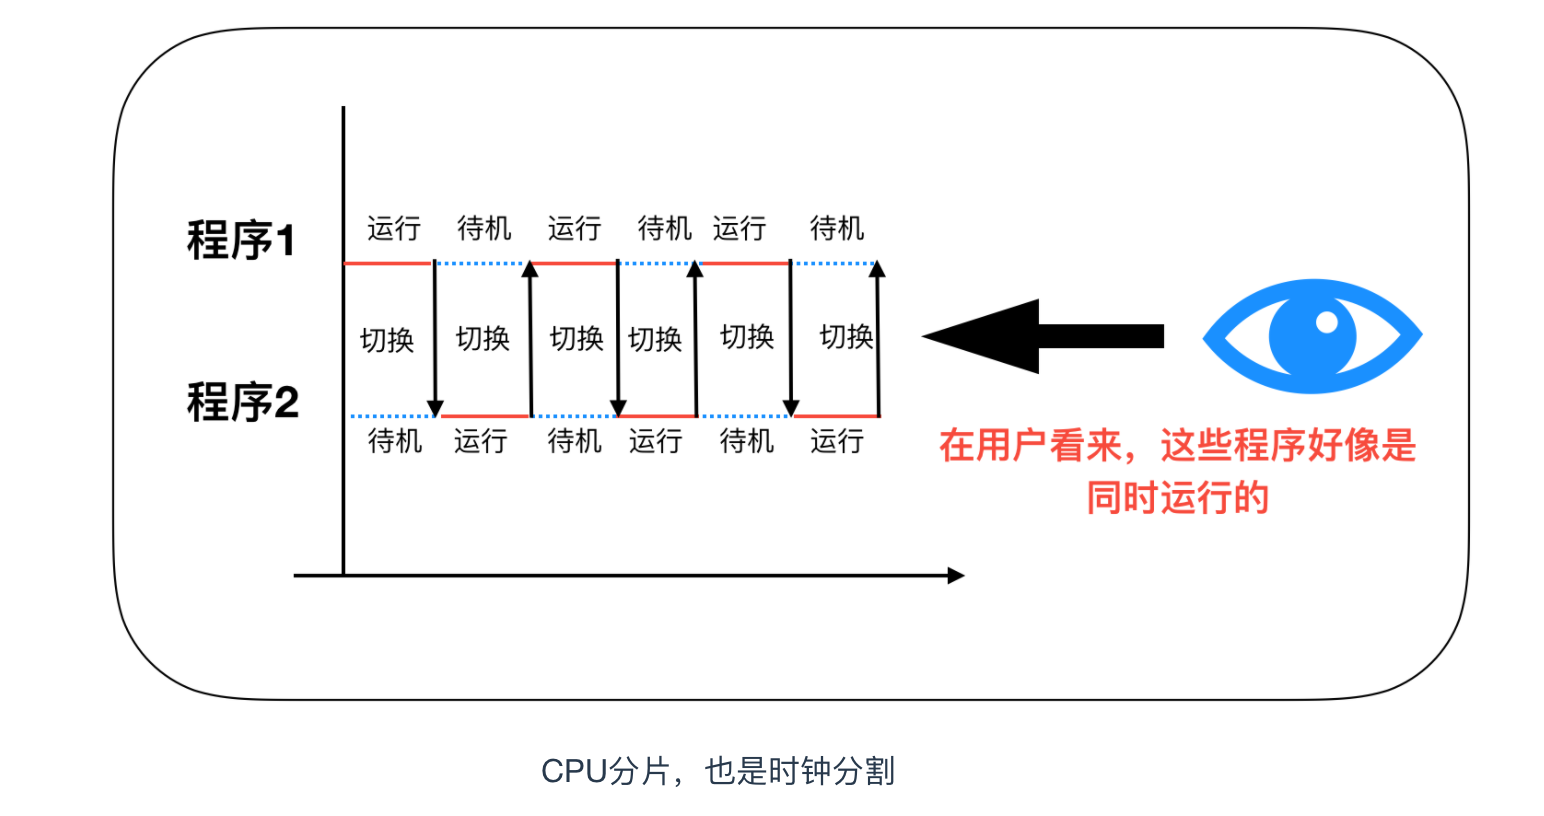 运行 待机 运行 待机 运行 待机
程序1
切换 切换 切换 切换 切换 切换
程序2
待机 运行 待机 运行 待机 运行
在用户看来，这些程序好像是
同时运行的
CPU分片，也是时钟分割